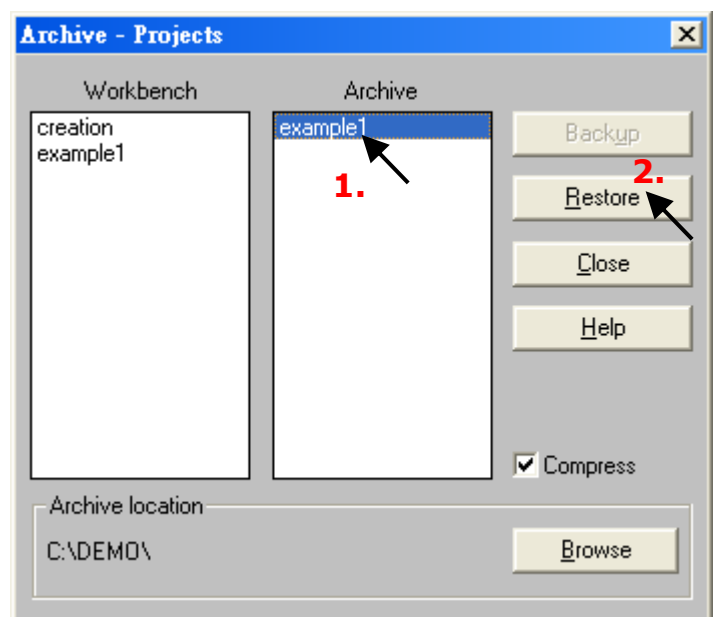 Archive - Projects
Workbench
Archive
creation
example1
example1
1.
Backup
2.
Restore
Close
Help
Compress
Archive location
C:\DEMO\
Browse